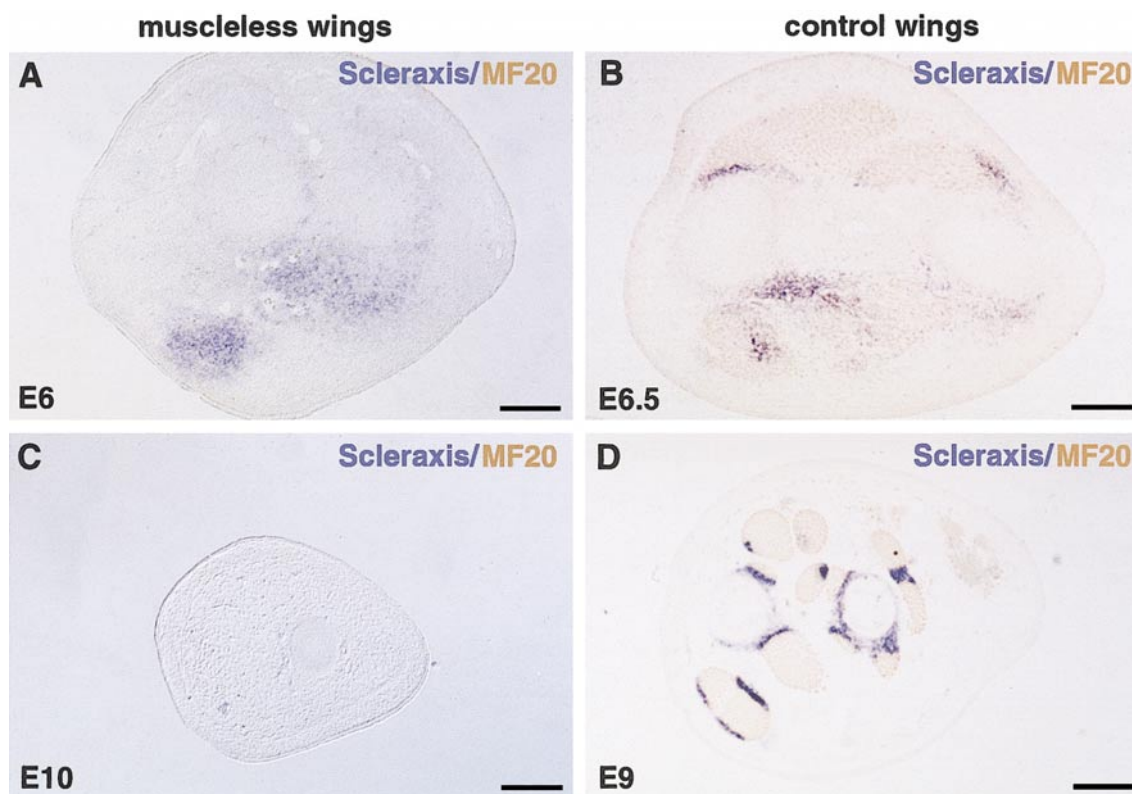 muscleless wings
control wings
A
Scleraxis/MF20
E6
B
Scleraxis/MF20
E6.5
C
Scleraxis/MF20
E10
D
Scleraxis/MF20
E9